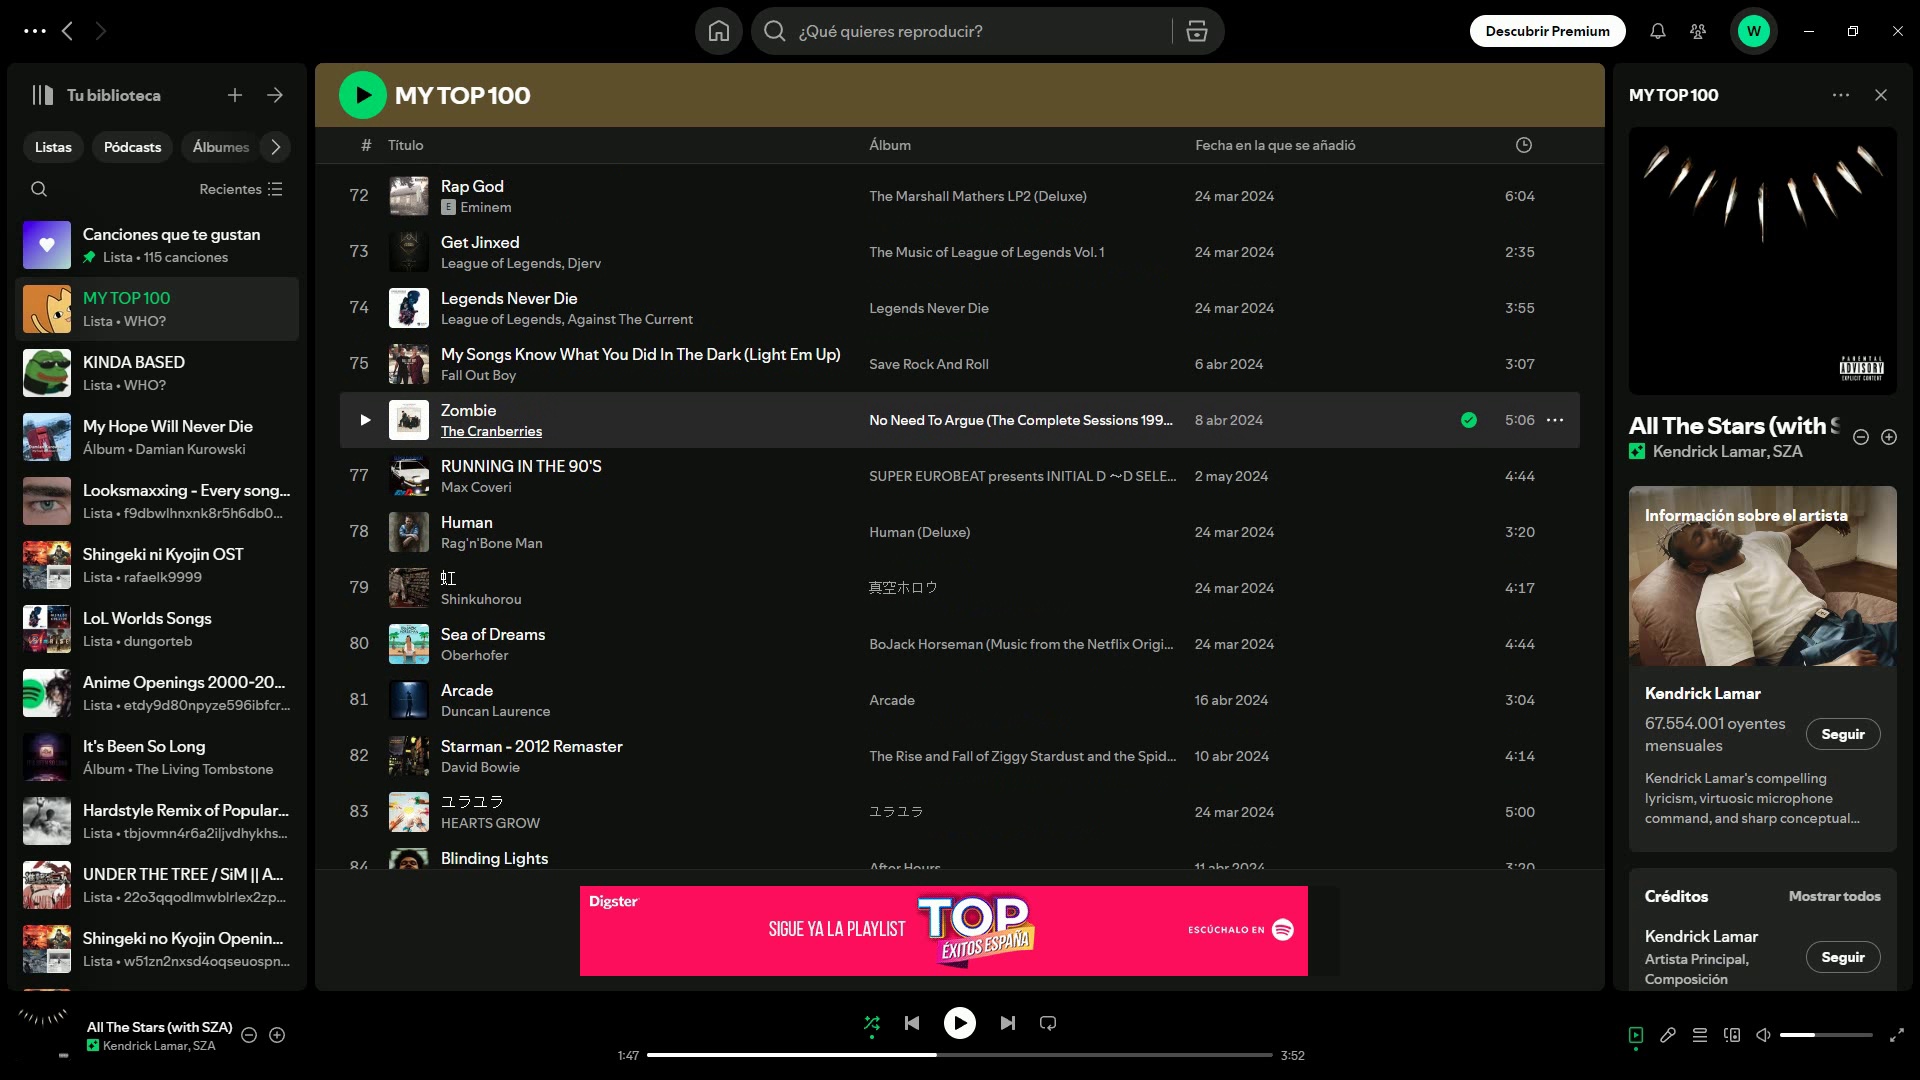 ¿Qué quieres reproducir?
Descubrir Premium
W
Tu biblioteca
Listas
Pódcasts
Álbumes
Recientes
Canciones que te gustan
Lista • 115 canciones
MY TOP 100
Lista • WHO?
KINDA BASED
Lista • WHO?
My Hope Will Never Die
Álbum • Damian Kurowski
Looksmaxxing - Every song...
Lista • f9dbwlhnxnk8r5h6db0...
Shingeki ni Kyojin OST
Lista • rafaelk9999
LoL Worlds Songs
Lista • dungorteb
Anime Openings 2000-20...
Lista • etdy9d80npyze596ibfcr...
It's Been So Long
Álbum • The Living Tombstone
Hardstyle Remix of Popular...
Lista • tbjovmn4r6a2iljvdhykhs...
UNDER THE TREE / SiM || A...
Lista • 22o3qqodlmwblrlex2zp...
Shingeki no Kyojin Openin...
Lista • w51zn2nxsd4oqseuospn...
MY TOP 100
# Título Álbum Fecha en la que se añadió
72 Rap God The Marshall Mathers LP2 (Deluxe) 24 mar 2024 6:04
E Eminem
73 Get Jinxed The Music of League of Legends Vol. 1 24 mar 2024 2:35
League of Legends, Djerv
74 Legends Never Die Legends Never Die 24 mar 2024 3:55
League of Legends, Against The Current
75 My Songs Know What You Did In The Dark (Light Em Up) Save Rock And Roll 6 abr 2024 3:07
Fall Out Boy
Zombie No Need To Argue (The Complete Sessions 199... 8 abr 2024 5:06
The Cranberries
77 RUNNING IN THE 90'S SUPER EUROBEAT presents INITIAL D 〜D SELE... 2 may 2024 4:44
Max Coveri
78 Human Human (Deluxe) 24 mar 2024 3:20
Rag'n'Bone Man
79 虹 真空ホロウ 24 mar 2024 4:17
Shinkuhorou
80 Sea of Dreams BoJack Horseman (Music from the Netflix Origi... 24 mar 2024 4:44
Oberhofer
81 Arcade Arcade 16 abr 2024 3:04
Duncan Laurence
82 Starman - 2012 Remaster The Rise and Fall of Ziggy Stardust and the Spid... 10 abr 2024 4:14
David Bowie
83 ユラユラ ユラユラ 24 mar 2024 5:00
HEARTS GROW
84 Blinding Lights After Hours 11 abr 2024 3:20
Digster
SIGUE YA LA PLAYLIST
TOP
ÉXITOS ESPAÑA
ESCÚCHALO EN
MY TOP 100
PARENTAL
ADVISORY
EXPLICIT CONTENT
All The Stars (with S
Kendrick Lamar, SZA
Información sobre el artista
Kendrick Lamar
67.554.001 oyentes
mensuales
Seguir
Kendrick Lamar's compelling
lyricism, virtuosic microphone
command, and sharp conceptual...
Créditos
Mostrar todos
Kendrick Lamar
Artista Principal,
Composición
Seguir
All The Stars (with SZA)
Kendrick Lamar, SZA
1:47
3:52